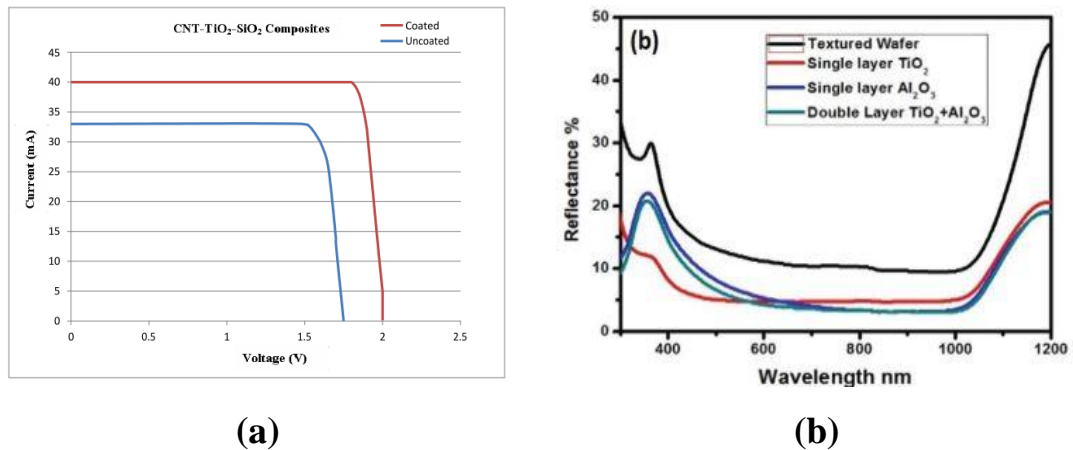 CNT-TiO₂-SiO₂ Composites
Coated
Uncoated
45
40
35
30
25
20
15
10
5
0
Current (mA)
0
0.5
1
1.5
2
2.5
Voltage (V)
(a)
50
40
30
20
10
0
Reflectance %
(b)
Textured Wafer
Single layer TiO₂
Single layer Al₂O₃
Double Layer TiO₂+Al₂O₃
400
600
800
1000
1200
Wavelength nm
(b)